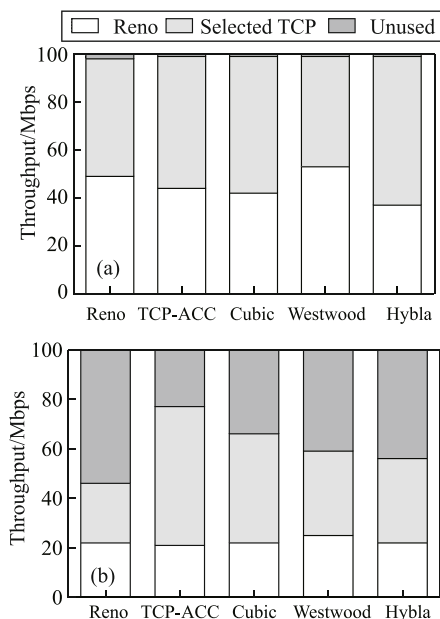 Reno Selected TCP Unused
100
80
60
40
20
0
Throughput/Mbps
(a)
Reno TCP-ACC Cubic Westwood Hybla
100
80
60
40
20
0
Throughput/Mbps
(b)
Reno TCP-ACC Cubic Westwood Hybla